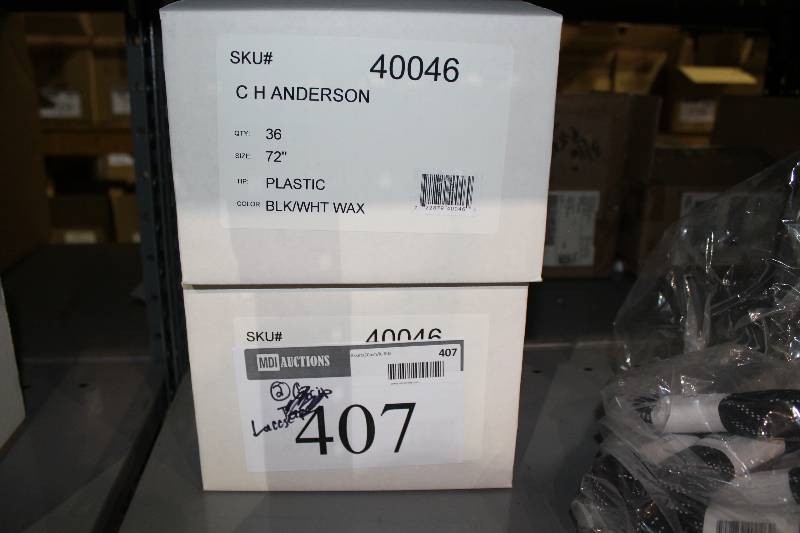 SKU# 40046
C H ANDERSON
QTY: 36
SIZE: 72"
TIP: PLASTIC
COLOR BLK/WHT WAX
SKU# 40046
MDI AUCTIONS 407
407